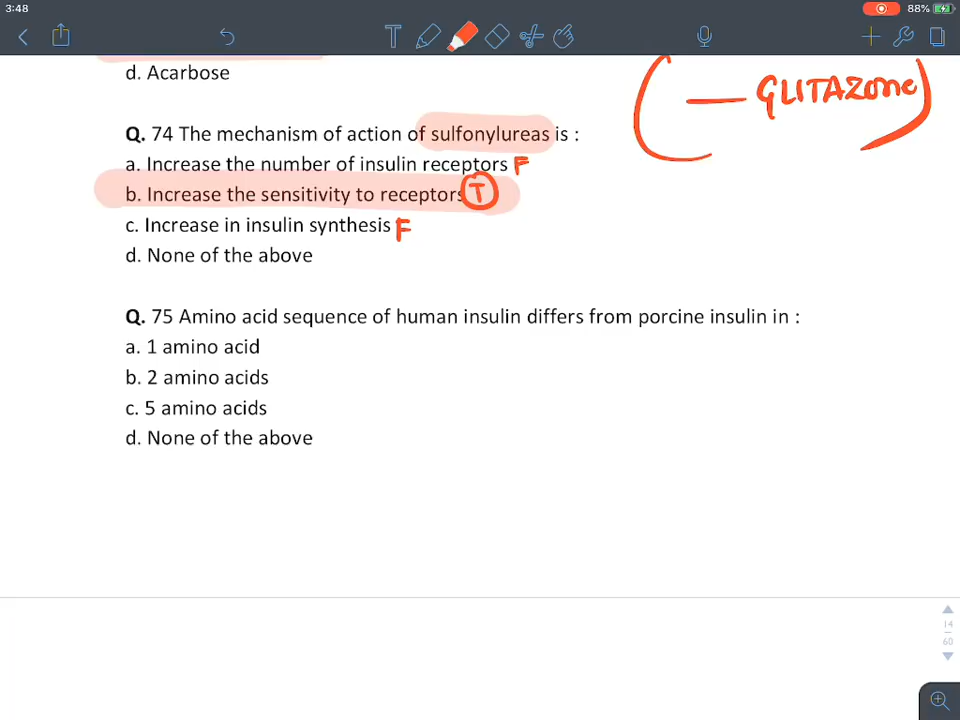 3:48
88%
T
d. Acarbose
GLITAZone
Q. 74 The mechanism of action of sulfonylureas is :
a. Increase the number of insulin receptors F
b. Increase the sensitivity to receptors T
c. Increase in insulin synthesis F
d. None of the above
Q. 75 Amino acid sequence of human insulin differs from porcine insulin in :
a. 1 amino acid
b. 2 amino acids
c. 5 amino acids
d. None of the above
14
60